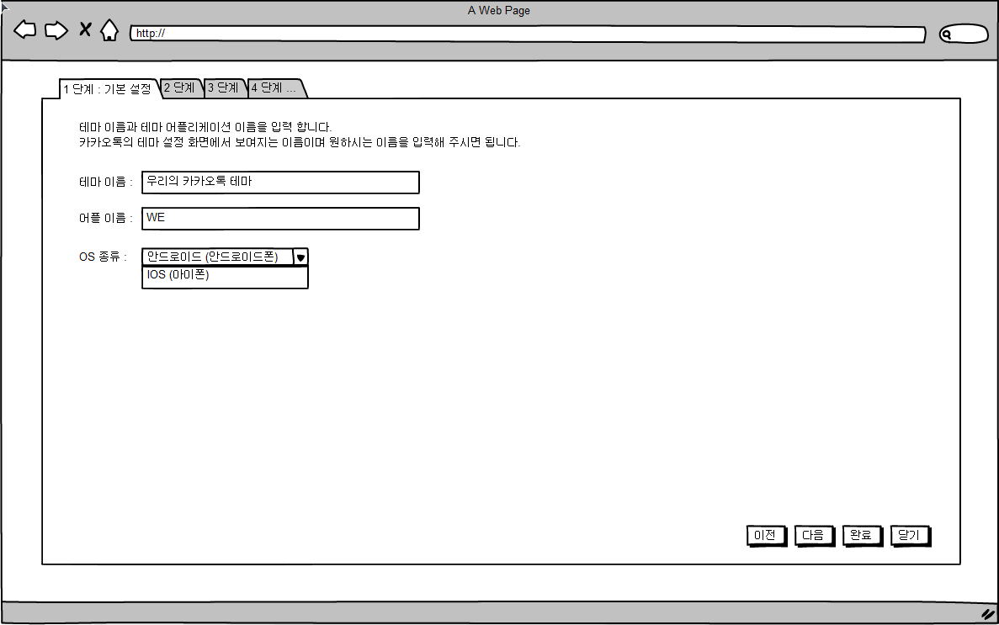 A Web Page
http://
1 단계 : 기본 설정
2 단계
3 단계
4 단계 ...
테마 이름과 테마 어플리케이션 이름을 입력 합니다.
카카오톡의 테마 설정 화면에서 보여지는 이름이며 원하시는 이름을 입력해 주시면 됩니다.
테마 이름 : 우리의 카카오톡 테마
어플 이름 : WE
OS 종류 : 안드로이드 (안드로이드폰)
IOS (아이폰)
이전 다음 완료 닫기